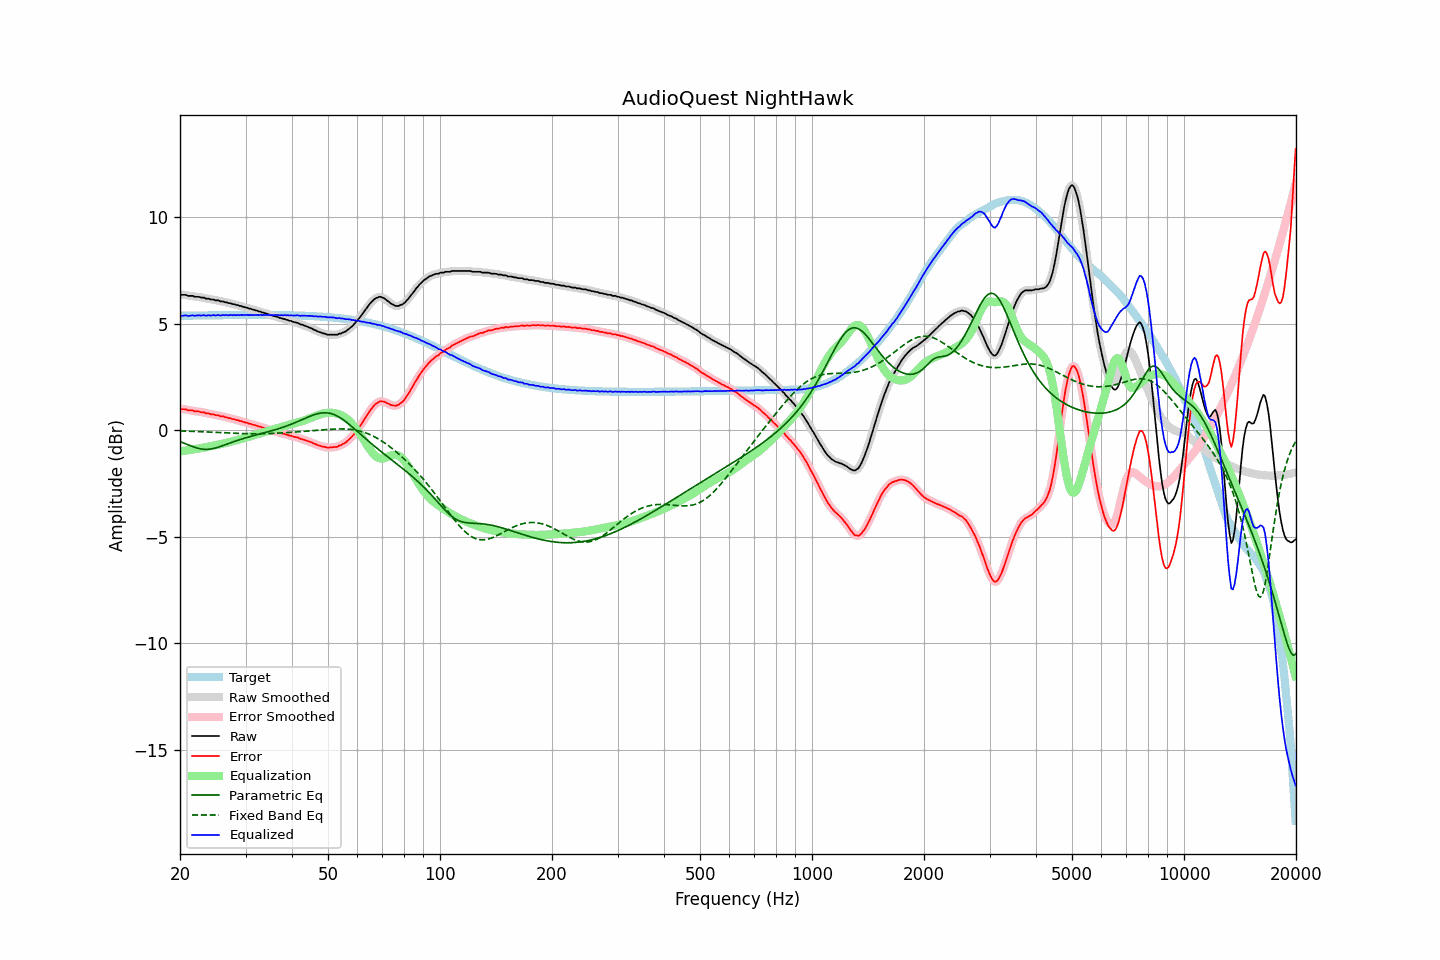 AudioQuest NightHawk
Amplitude (dBr)
10
5
0
−5
−10
−15
Target
Raw Smoothed
Error Smoothed
Raw
Error
Equalization
Parametric Eq
Fixed Band Eq
Equalized
20 50 100 200 500 1000 2000 5000 10000 20000
Frequency (Hz)